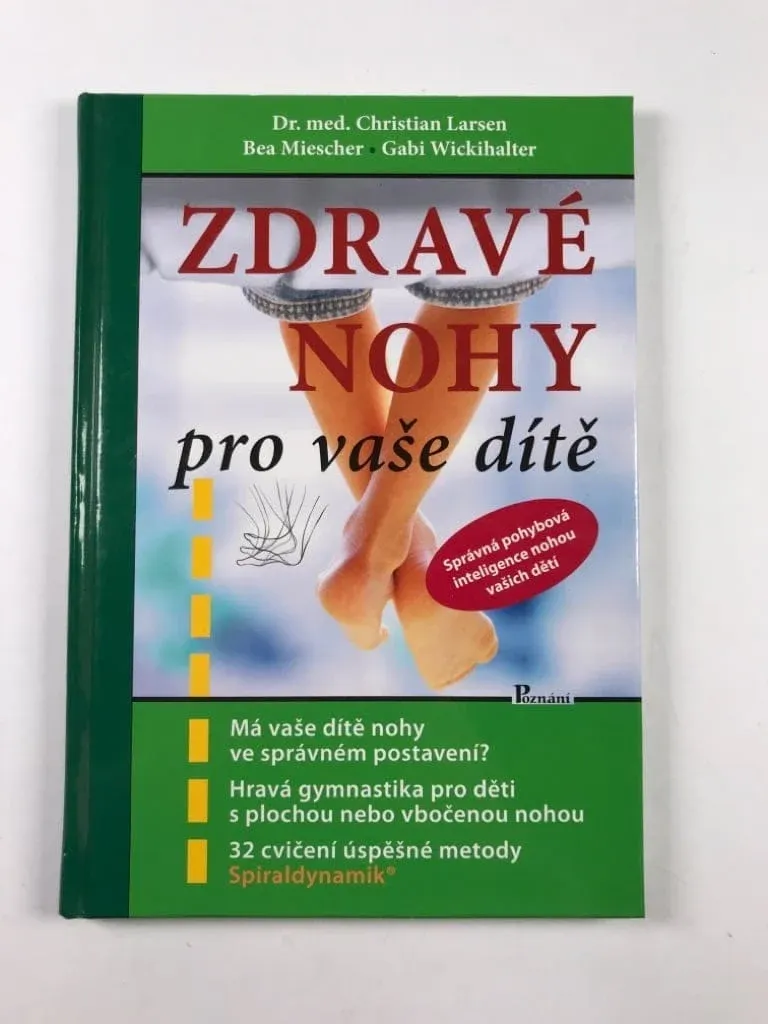 Dr. med. Christian Larsen
Bea Miescher • Gabi Wickihalter
ZDRAVÉ
NOHY
pro vaše dítě
Správná pohybová
inteligence nohou
vašich dětí
Poznání
Má vaše dítě nohy
ve správném postavení?
Hravá gymnastika pro děti
s plochou nebo vbočenou nohou
32 cvičení úspěšné metody
Spiraldynamik®